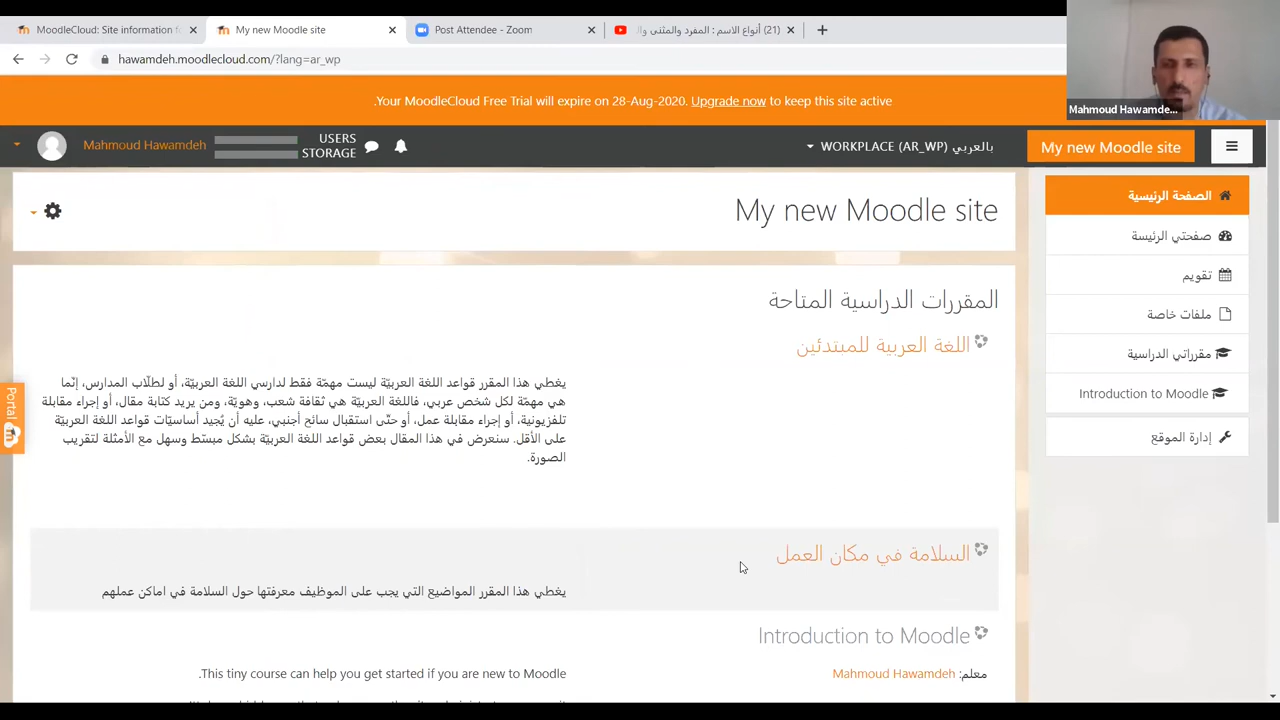 MoodleCloud: Site information f
My new Moodle site
Post Attendee - Zoom
(21) أنواع الاسم : المفرد والمثنى وال
hawamdeh.moodlecloud.com/?lang=ar_wp
Mahmoud Hawamde...
.Your MoodleCloud Free Trial will expire on 28-Aug-2020. Upgrade now to keep this site active
Mahmoud Hawamdeh
USERS
STORAGE
بالعربي WORKPLACE (AR_WP)
My new Moodle site
My new Moodle site
الصفحة الرئيسية
صفحتي الرئيسة
تقويم
ملفات خاصة
مقرراتي الدراسية
Introduction to Moodle
إدارة الموقع
المقررات الدراسية المتاحة
اللغة العربية للمبتدئين
يغطي هذا المقرر قواعد اللغة العربيّة ليست مهمّة فقط لدارسي اللغة العربيّة، أو لطلّاب المدارس، إنّما
هي مهمّة لكل شخص عربي، فاللغة العربيّة هي ثقافة شعب، وهويّة، ومن يريد كتابة مقال، أو إجراء مقابلة
تلفزيونية، أو إجراء مقابلة عمل، أو حتّى استقبال سائح أجنبي، عليه أن يُجيد أساسيّات قواعد اللغة العربيّة
على الأقل. سنعرض في هذا المقال بعض قواعد اللغة العربيّة بشكل مبسّط وسهل مع الأمثلة لتقريب
الصورة.
Portal
السلامة في مكان العمل
يغطي هذا المقرر المواضيع التي يجب على الموظيف معرفتها حول السلامة في اماكن عملهم
Introduction to Moodle
معلم: Mahmoud Hawamdeh
.This tiny course can help you get started if you are new to Moodle